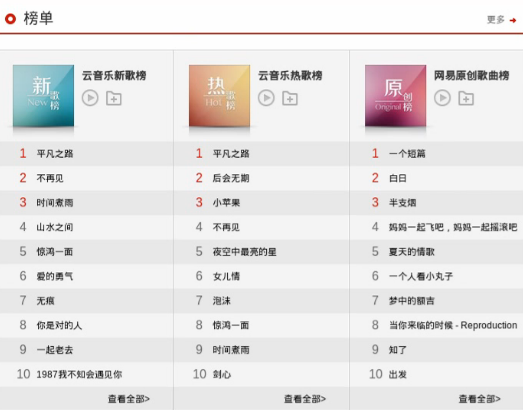 榜单
更多
新
歌
榜
New
云音乐新歌榜
1 平凡之路
2 不再见
3 时间煮雨
4 山水之间
5 惊鸿一面
6 爱的勇气
7 无痕
8 你是对的人
9 一起老去
10 1987我不知会遇见你
查看全部>
热
歌
榜
Hot
云音乐热歌榜
1 平凡之路
2 后会无期
3 小苹果
4 不再见
5 夜空中最亮的星
6 女儿情
7 泡沫
8 惊鸿一面
9 时间煮雨
10 剑心
查看全部>
原
创
榜
Original
网易原创歌曲榜
1 一个短篇
2 白日
3 半支烟
4 妈妈一起飞吧，妈妈一起摇滚吧
5 夏天的情歌
6 一个人看小丸子
7 梦中的额吉
8 当你来临的时候 - Reproduction
9 知了
10 出发
查看全部>